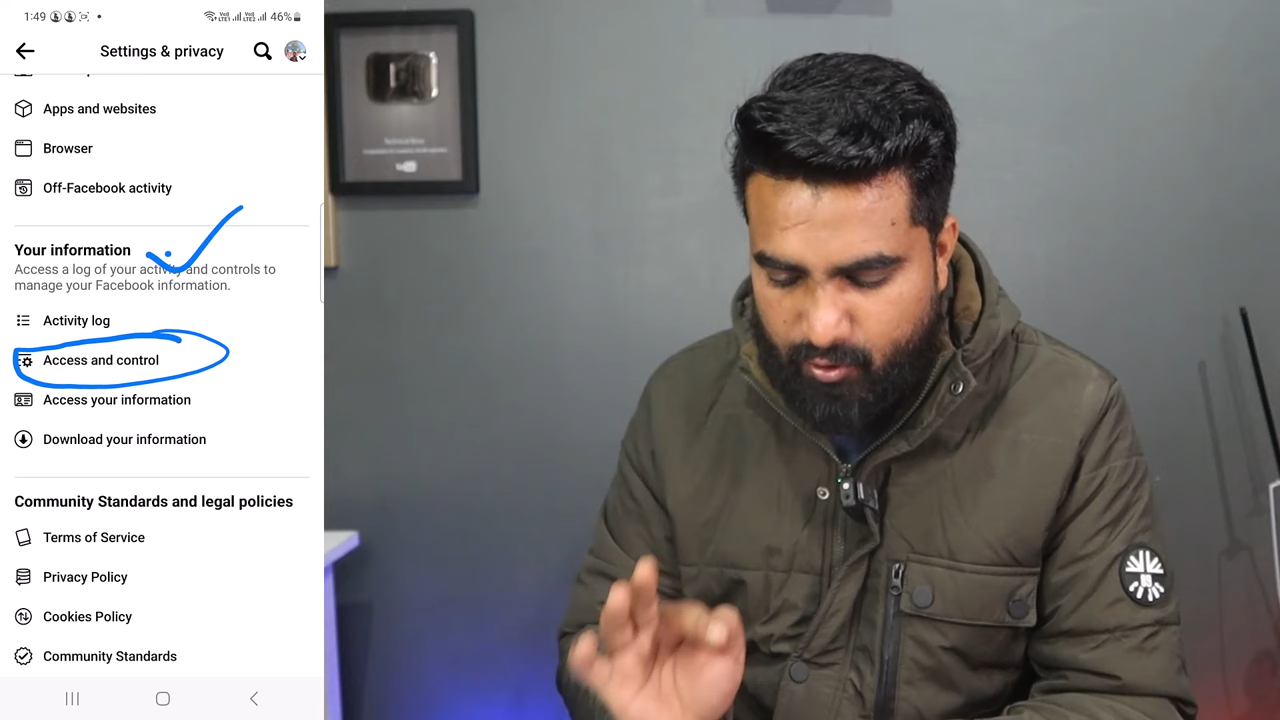 1:49
46%
Settings & privacy
Apps and websites
Browser
Off-Facebook activity
Your information
Access a log of your activity and controls to
manage your Facebook information.
Activity log
Access and control
Access your information
Download your information
Community Standards and legal policies
Terms of Service
Privacy Policy
Cookies Policy
Community Standards